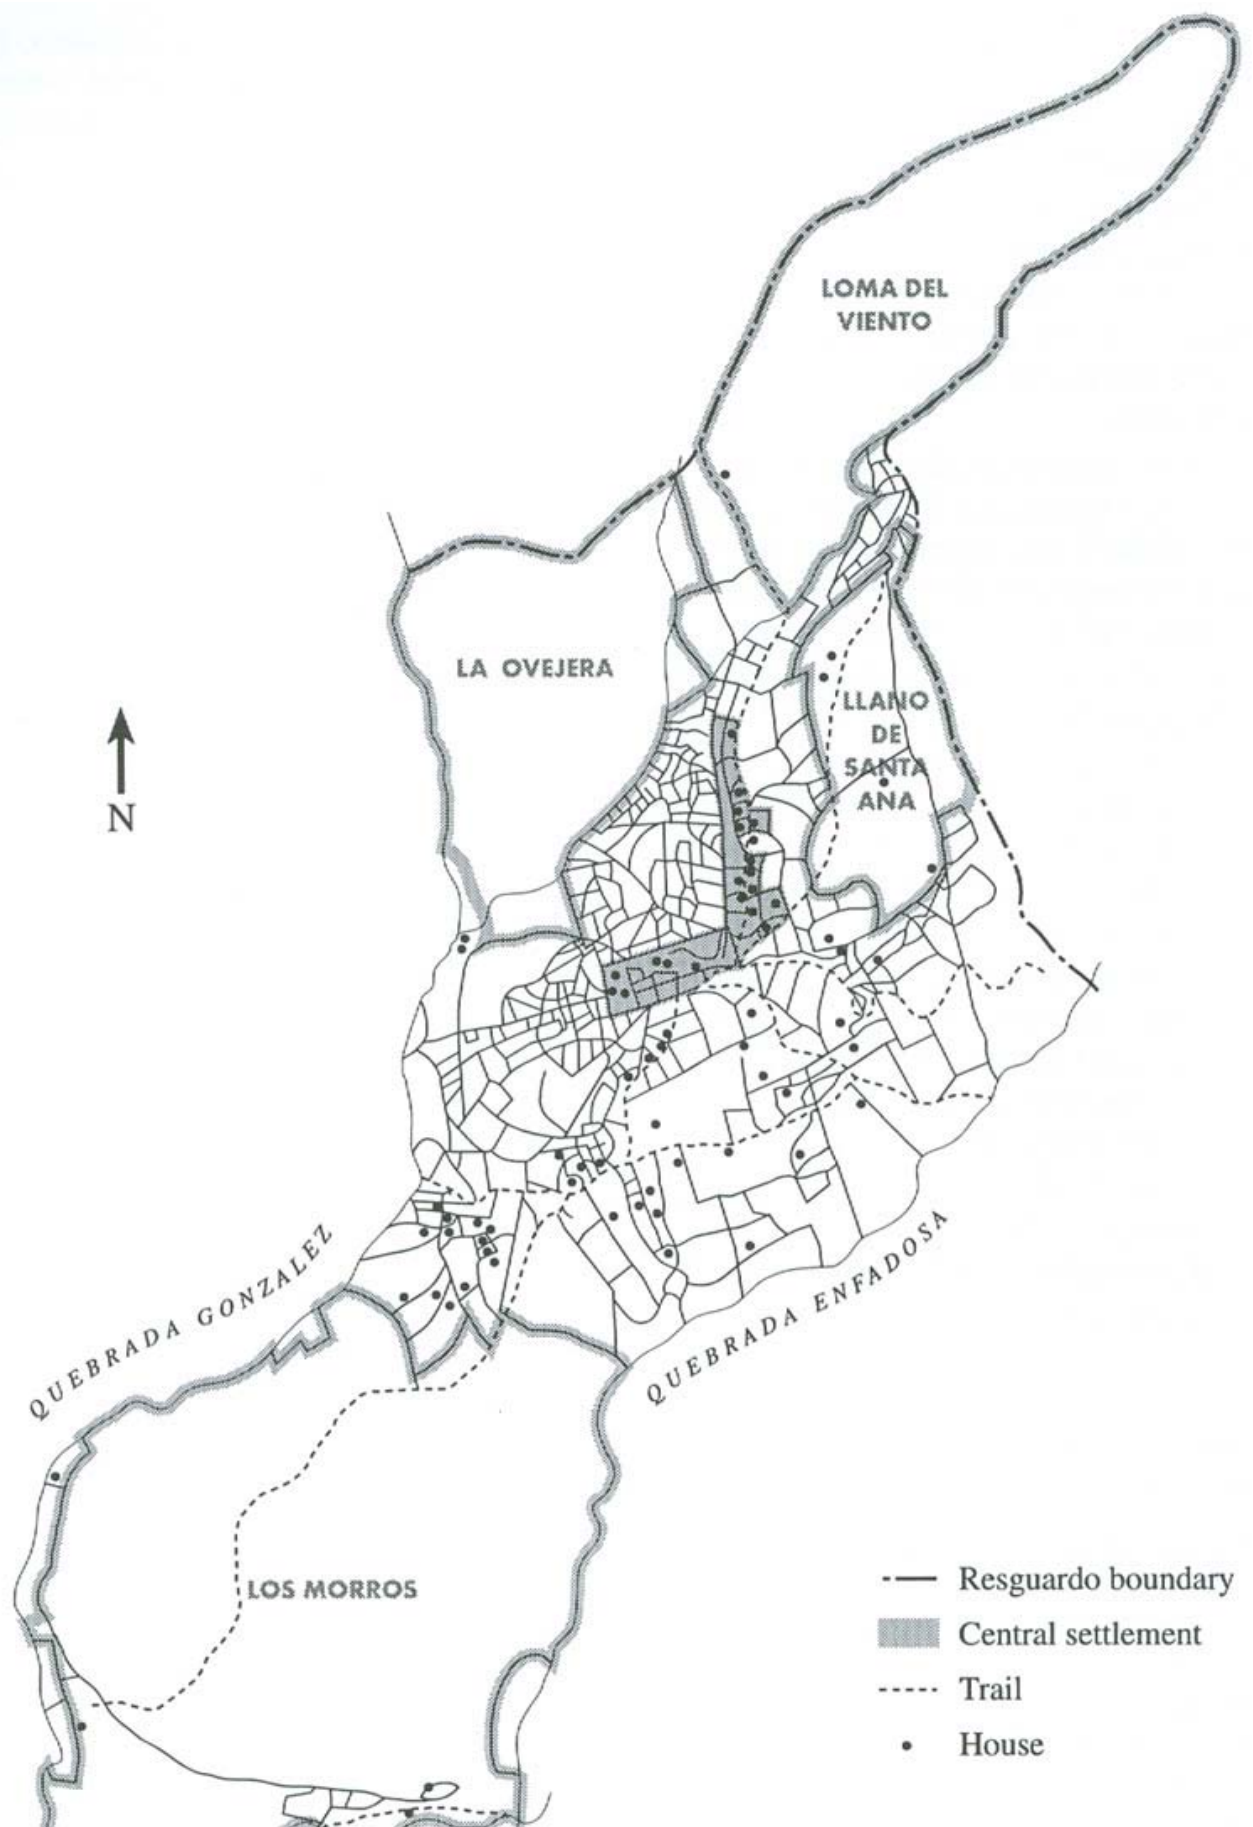 LOMA DEL
VIENTO
LA OVEJERA
LLANO
DE
SANTA
ANA
N
QUEBRADA GONZALEZ
QUEBRADA ENFADOSA
LOS MORROS
Resguardo boundary
Central settlement
Trail
House